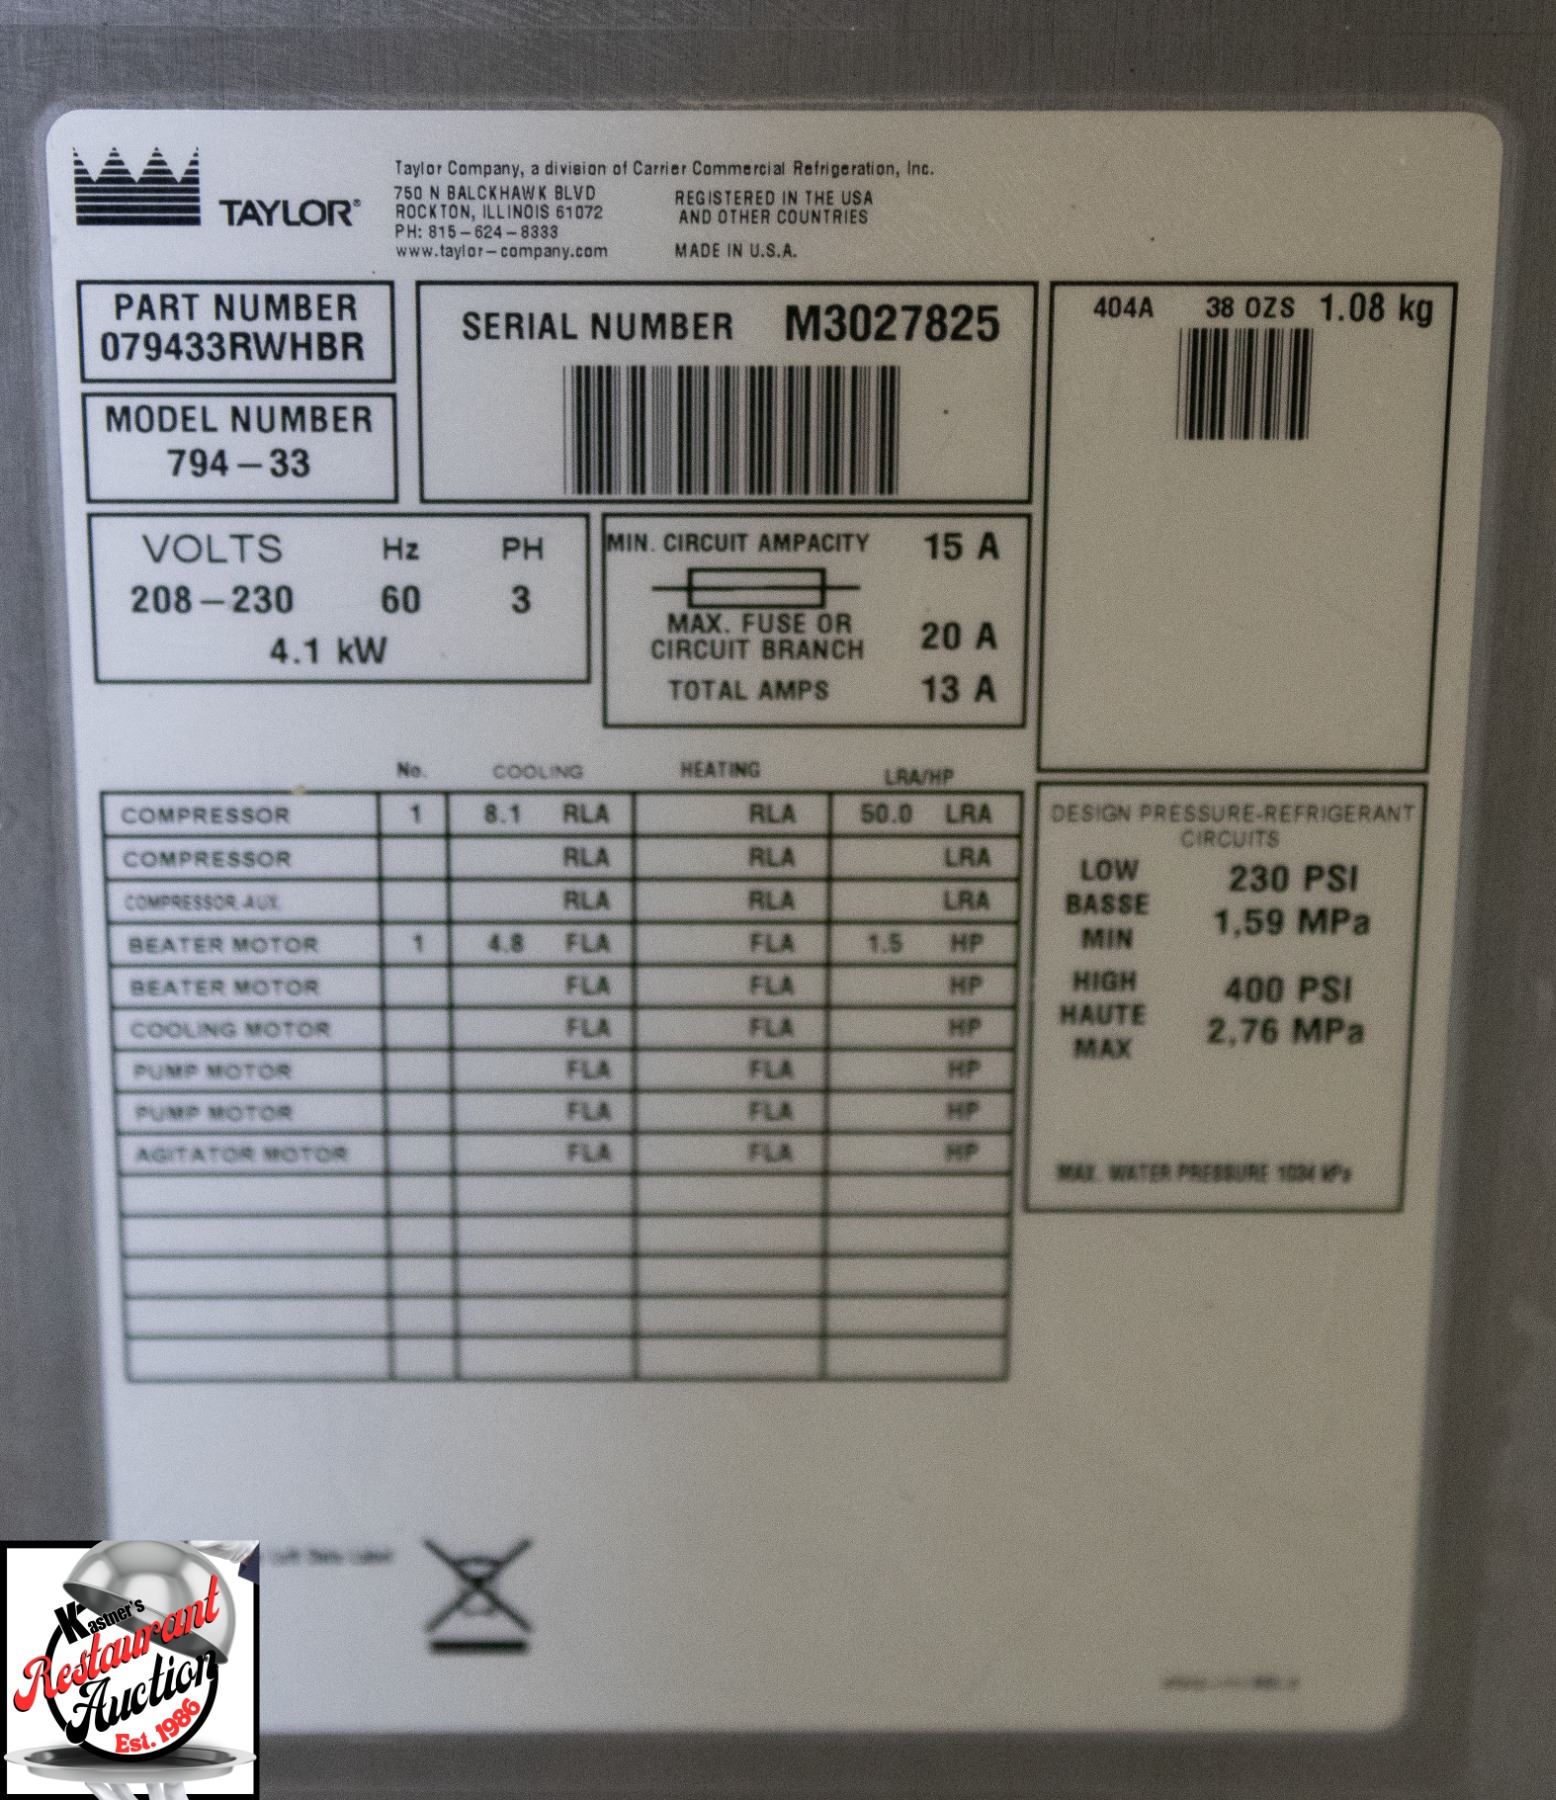 TAYLOR®
Taylor Company, a division of Carrier Commercial Refrigeration, Inc.
750 N BALCKHAWK BLVD
ROCKTON, ILLINOIS 61072
PH: 815-624-8333
www.taylor-company.com
REGISTERED IN THE USA
AND OTHER COUNTRIES
MADE IN U.S.A.
PART NUMBER
079433RWHBR
MODEL NUMBER
794-33
SERIAL NUMBER M3027825
404A 38 OZS 1.08 kg
VOLTS Hz PH
208-230 60 3
4.1 kW
MIN. CIRCUIT AMPACITY 15 A
MAX. FUSE OR
CIRCUIT BRANCH 20 A
TOTAL AMPS 13 A
No. COOLING HEATING LRA/HP
COMPRESSOR 1 8.1 RLA RLA 50.0 LRA
COMPRESSOR RLA RLA LRA
COMPRESSOR-AUX. RLA RLA LRA
BEATER MOTOR 1 4.8 FLA FLA 1.5 HP
BEATER MOTOR FLA FLA HP
COOLING MOTOR FLA FLA HP
PUMP MOTOR FLA FLA HP
PUMP MOTOR FLA FLA HP
AGITATOR MOTOR FLA FLA HP
DESIGN PRESSURE-REFRIGERANT
CIRCUITS
LOW
BASSE
MIN
230 PSI
1,59 MPa
HIGH
HAUTE
MAX
400 PSI
2,76 MPa
MAX. WATER PRESSURE 1034 kPa
Label
Kastner's
Restaurant
Auction
Est. 1986